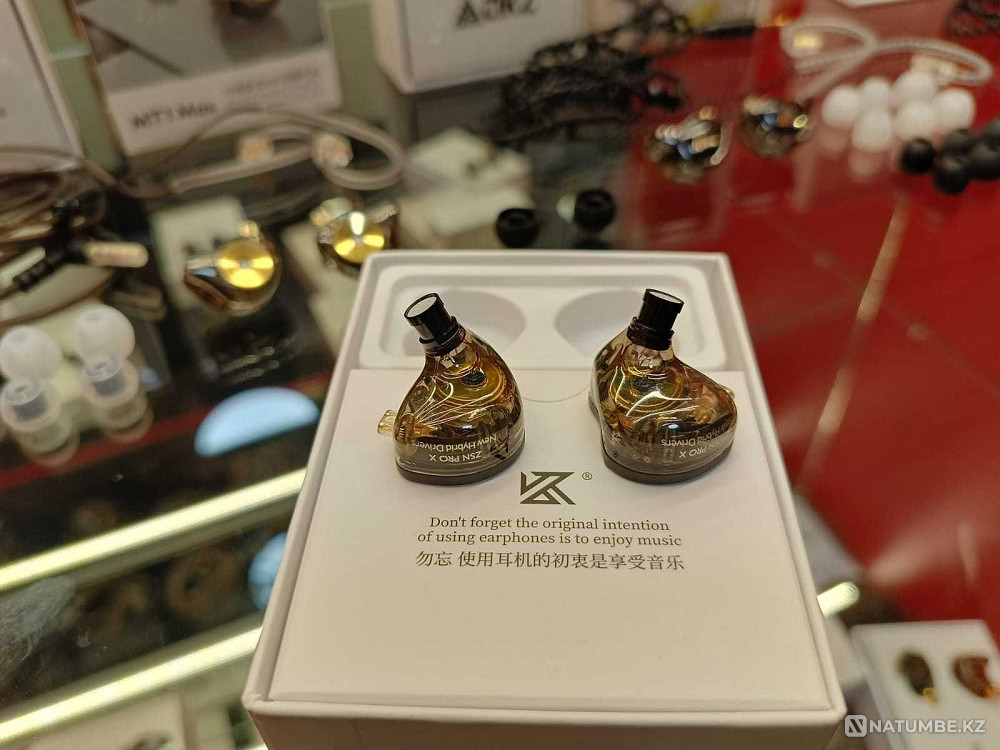 MT1 Max
ZSN PRO X
New Hybrid Drivers
ZSN PRO X
Hybrid Drivers
KZ ®
Don't forget the original intention
of using earphones is to enjoy music
勿忘 使用耳机的初衷是享受音乐
NATUMBE.KZ